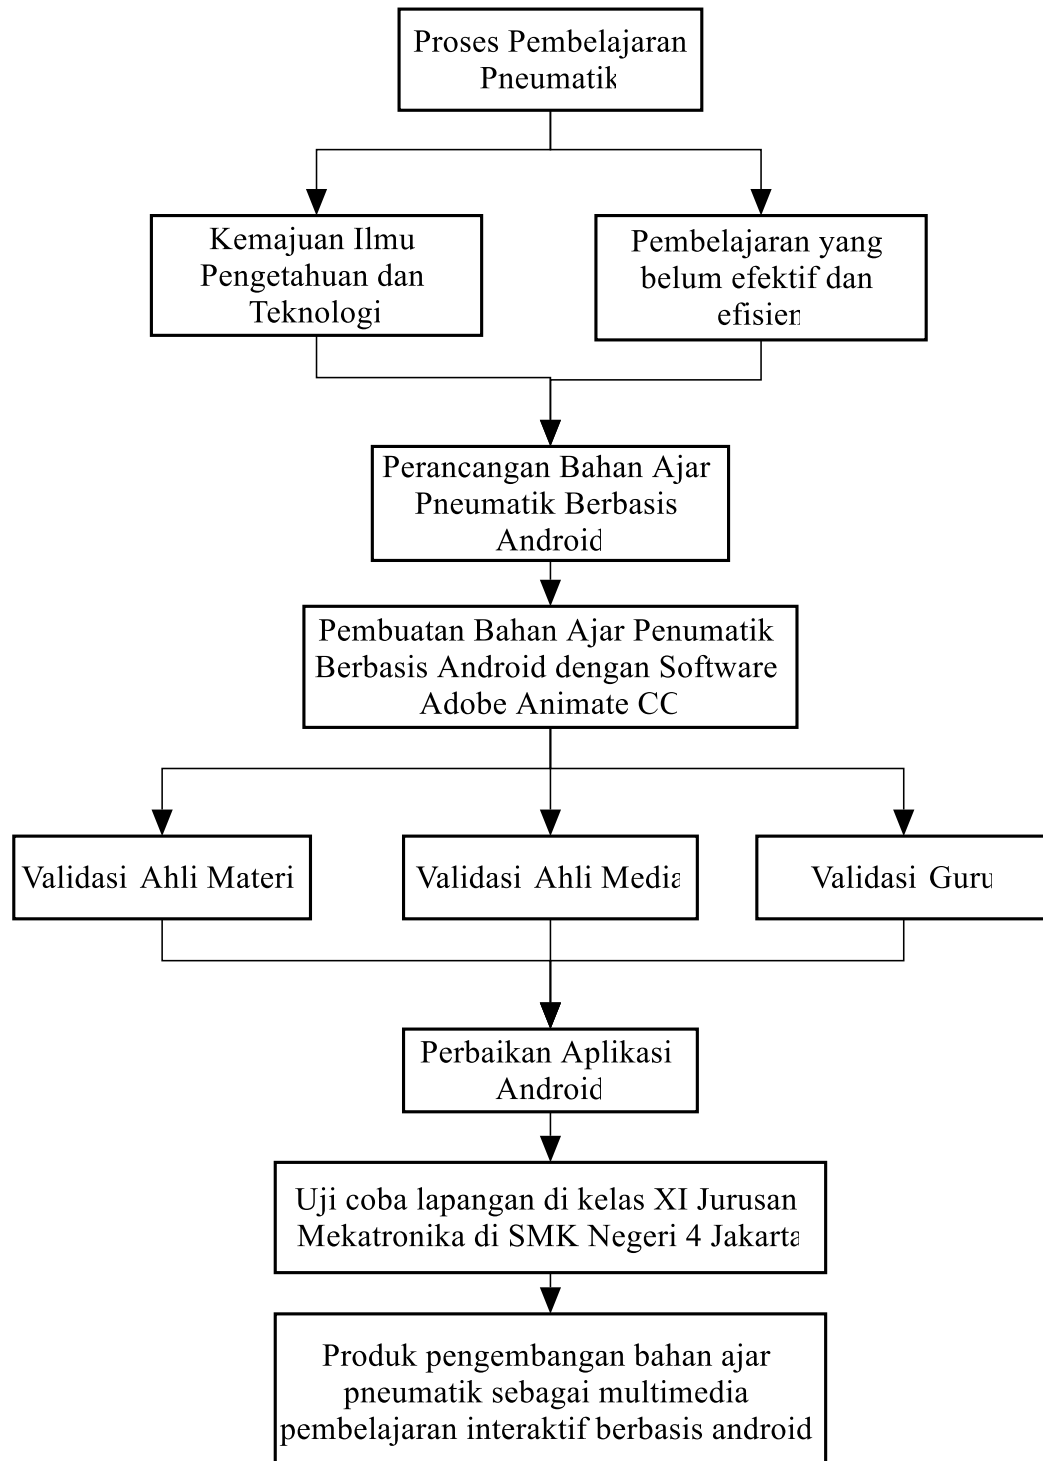 Proses Pembelajaran
Pneumatik
Kemajuan Ilmu
Pengetahuan dan
Teknologi
Pembelajaran yang
belum efektif dan
efisien
Perancangan Bahan Ajar
Pneumatik Berbasis
Android
Pembuatan Bahan Ajar Penumatik
Berbasis Android dengan Software
Adobe Animate CC
Validasi Ahli Materi
Validasi Ahli Media
Validasi Guru
Perbaikan Aplikasi
Android
Uji coba lapangan di kelas XI Jurusan
Mekatronika di SMK Negeri 4 Jakarta
Produk pengembangan bahan ajar
pneumatik sebagai multimedia
pembelajaran interaktif berbasis android